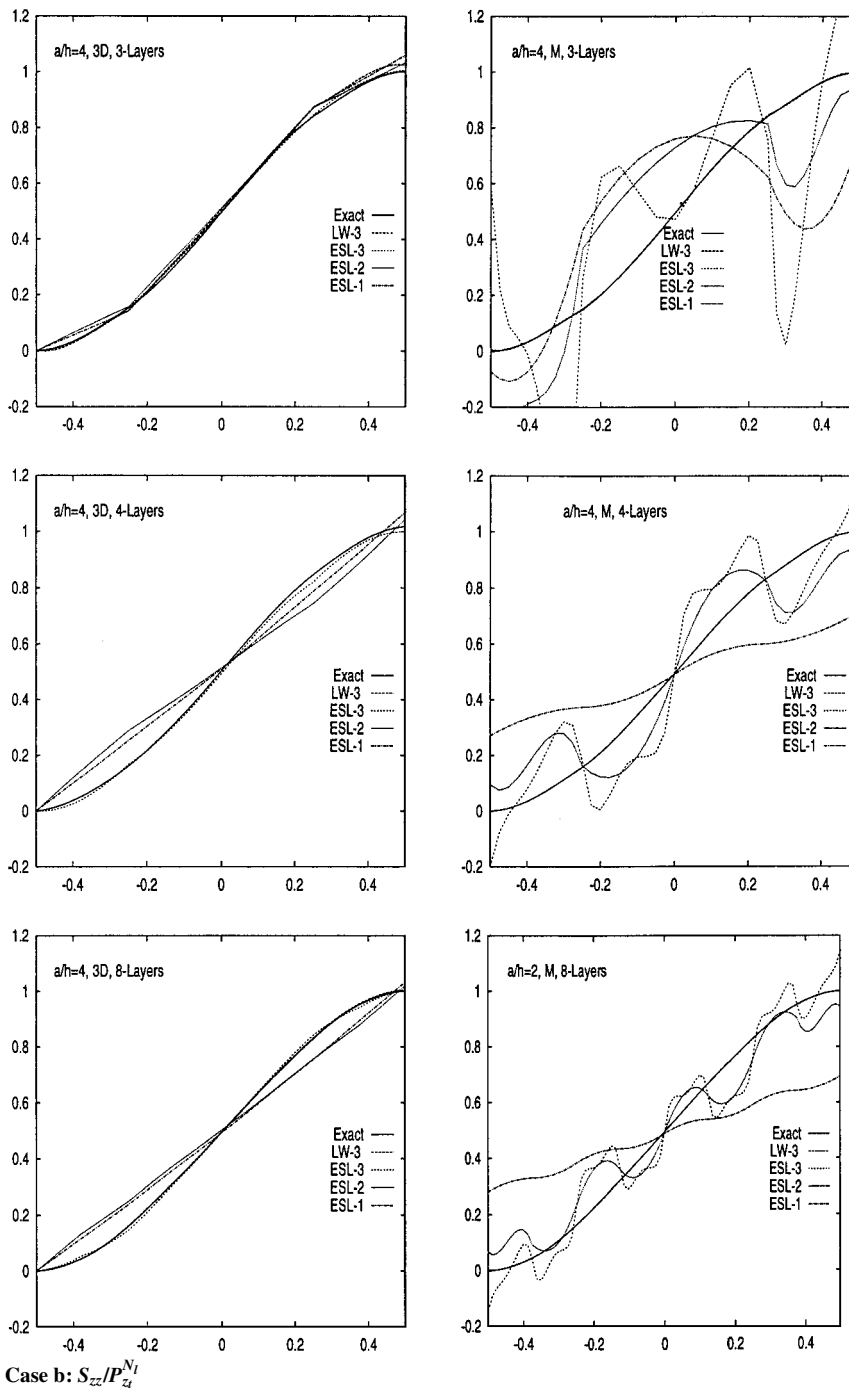 1.2
a/h=4, 3D, 3-Layers
1
0.8
0.6
Exact
LW-3
ESL-3
ESL-2
ESL-1
0.4
0.2
0
-0.2
-0.4
-0.2
0
0.2
0.4
1.2
a/h=4, M, 3-Layers
1
0.8
0.6
0.4
Exact
LW-3
ESL-3
ESL-2
ESL-1
0.2
0
-0.2
-0.4
-0.2
0
0.2
0.4
1.2
a/h=4, 3D, 4-Layers
1
0.8
0.6
0.4
Exact
LW-3
ESL-3
ESL-2
ESL-1
0.2
0
-0.2
-0.4
-0.2
0
0.2
0.4
1.2
a/h=4, M, 4-Layers
1
0.8
0.6
0.4
Exact
LW-3
ESL-3
ESL-2
ESL-1
0.2
0
-0.2
-0.4
-0.2
0
0.2
0.4
1.2
a/h=4, 3D, 8-Layers
1
0.8
0.6
0.4
Exact
LW-3
ESL-3
ESL-2
ESL-1
0.2
0
-0.2
-0.4
-0.2
0
0.2
0.4
1.2
a/h=2, M, 8-Layers
1
0.8
0.6
0.4
Exact
LW-3
ESL-3
ESL-2
ESL-1
0.2
0
-0.2
-0.4
-0.2
0
0.2
0.4
Case b: $S_{zz}/P_{z_t}^{N_l}$